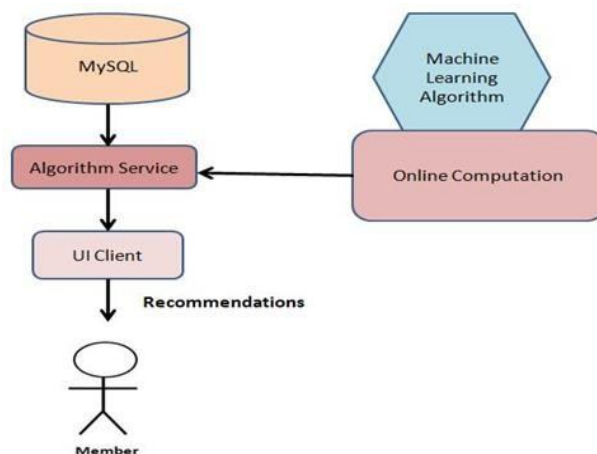 MySQL
Machine
Learning
Algorithm
Algorithm Service
Online Computation
UI Client
Recommendations
Member